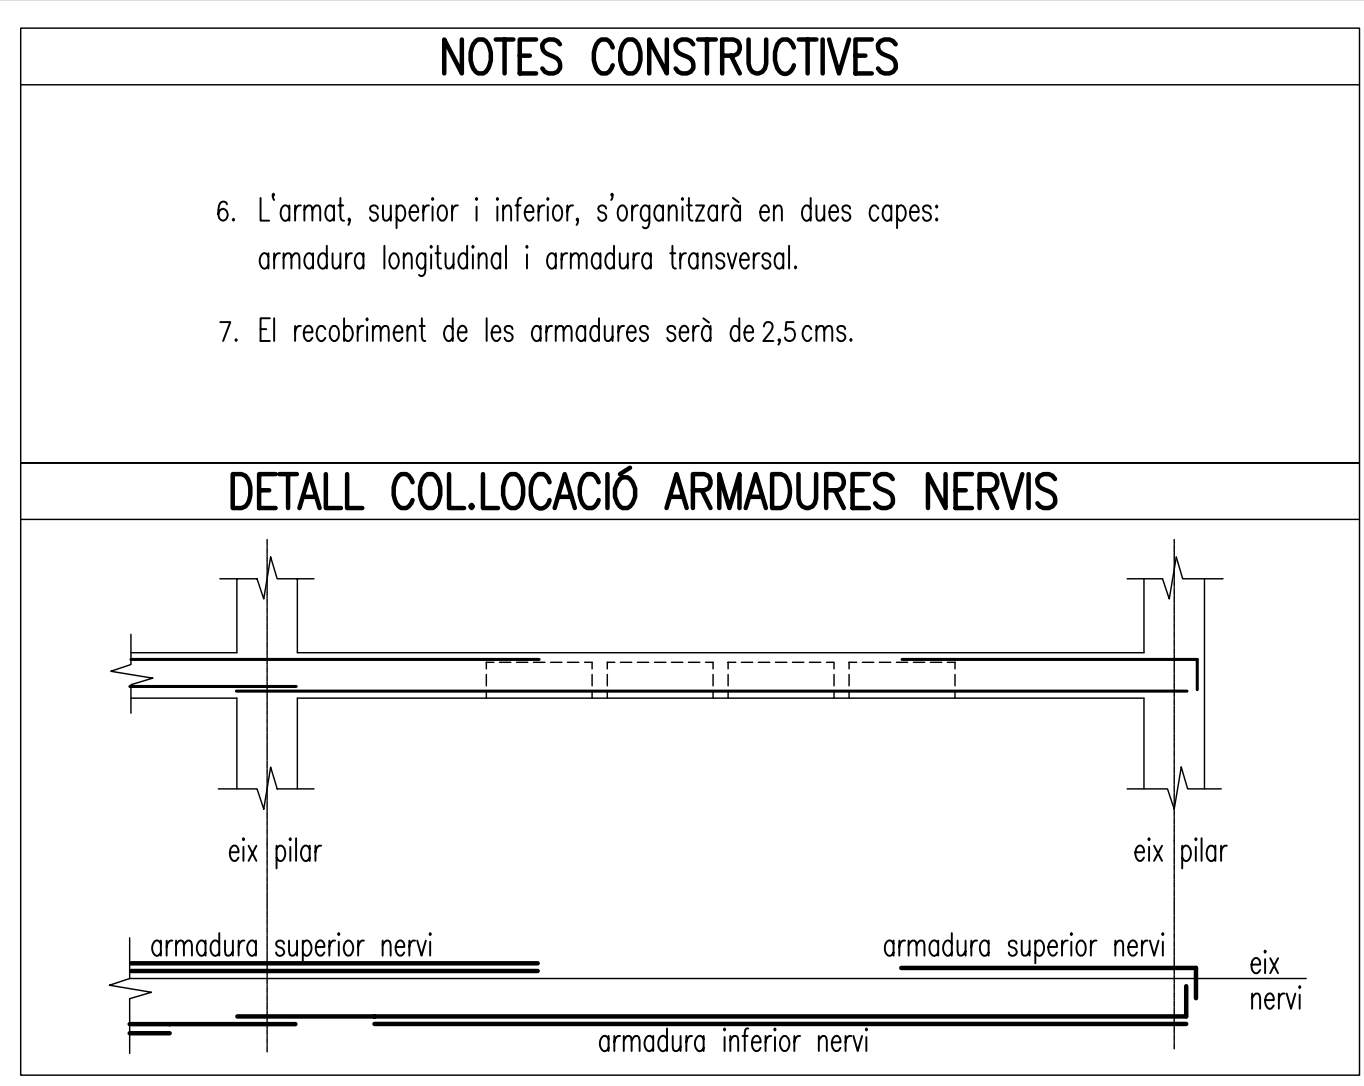 NOTES CONSTRUCTIVES
6. L'armat, superior i inferior, s'organitzarà en dues capes:
armadura longitudinal i armadura transversal.
7. El recobriment de les armadures serà de 2,5 cms.
DETALL COL.LOCACIÓ ARMADURES NERVIS
eix pilar
eix pilar
armadura superior nervi
armadura superior nervi
eix
nervi
armadura inferior nervi